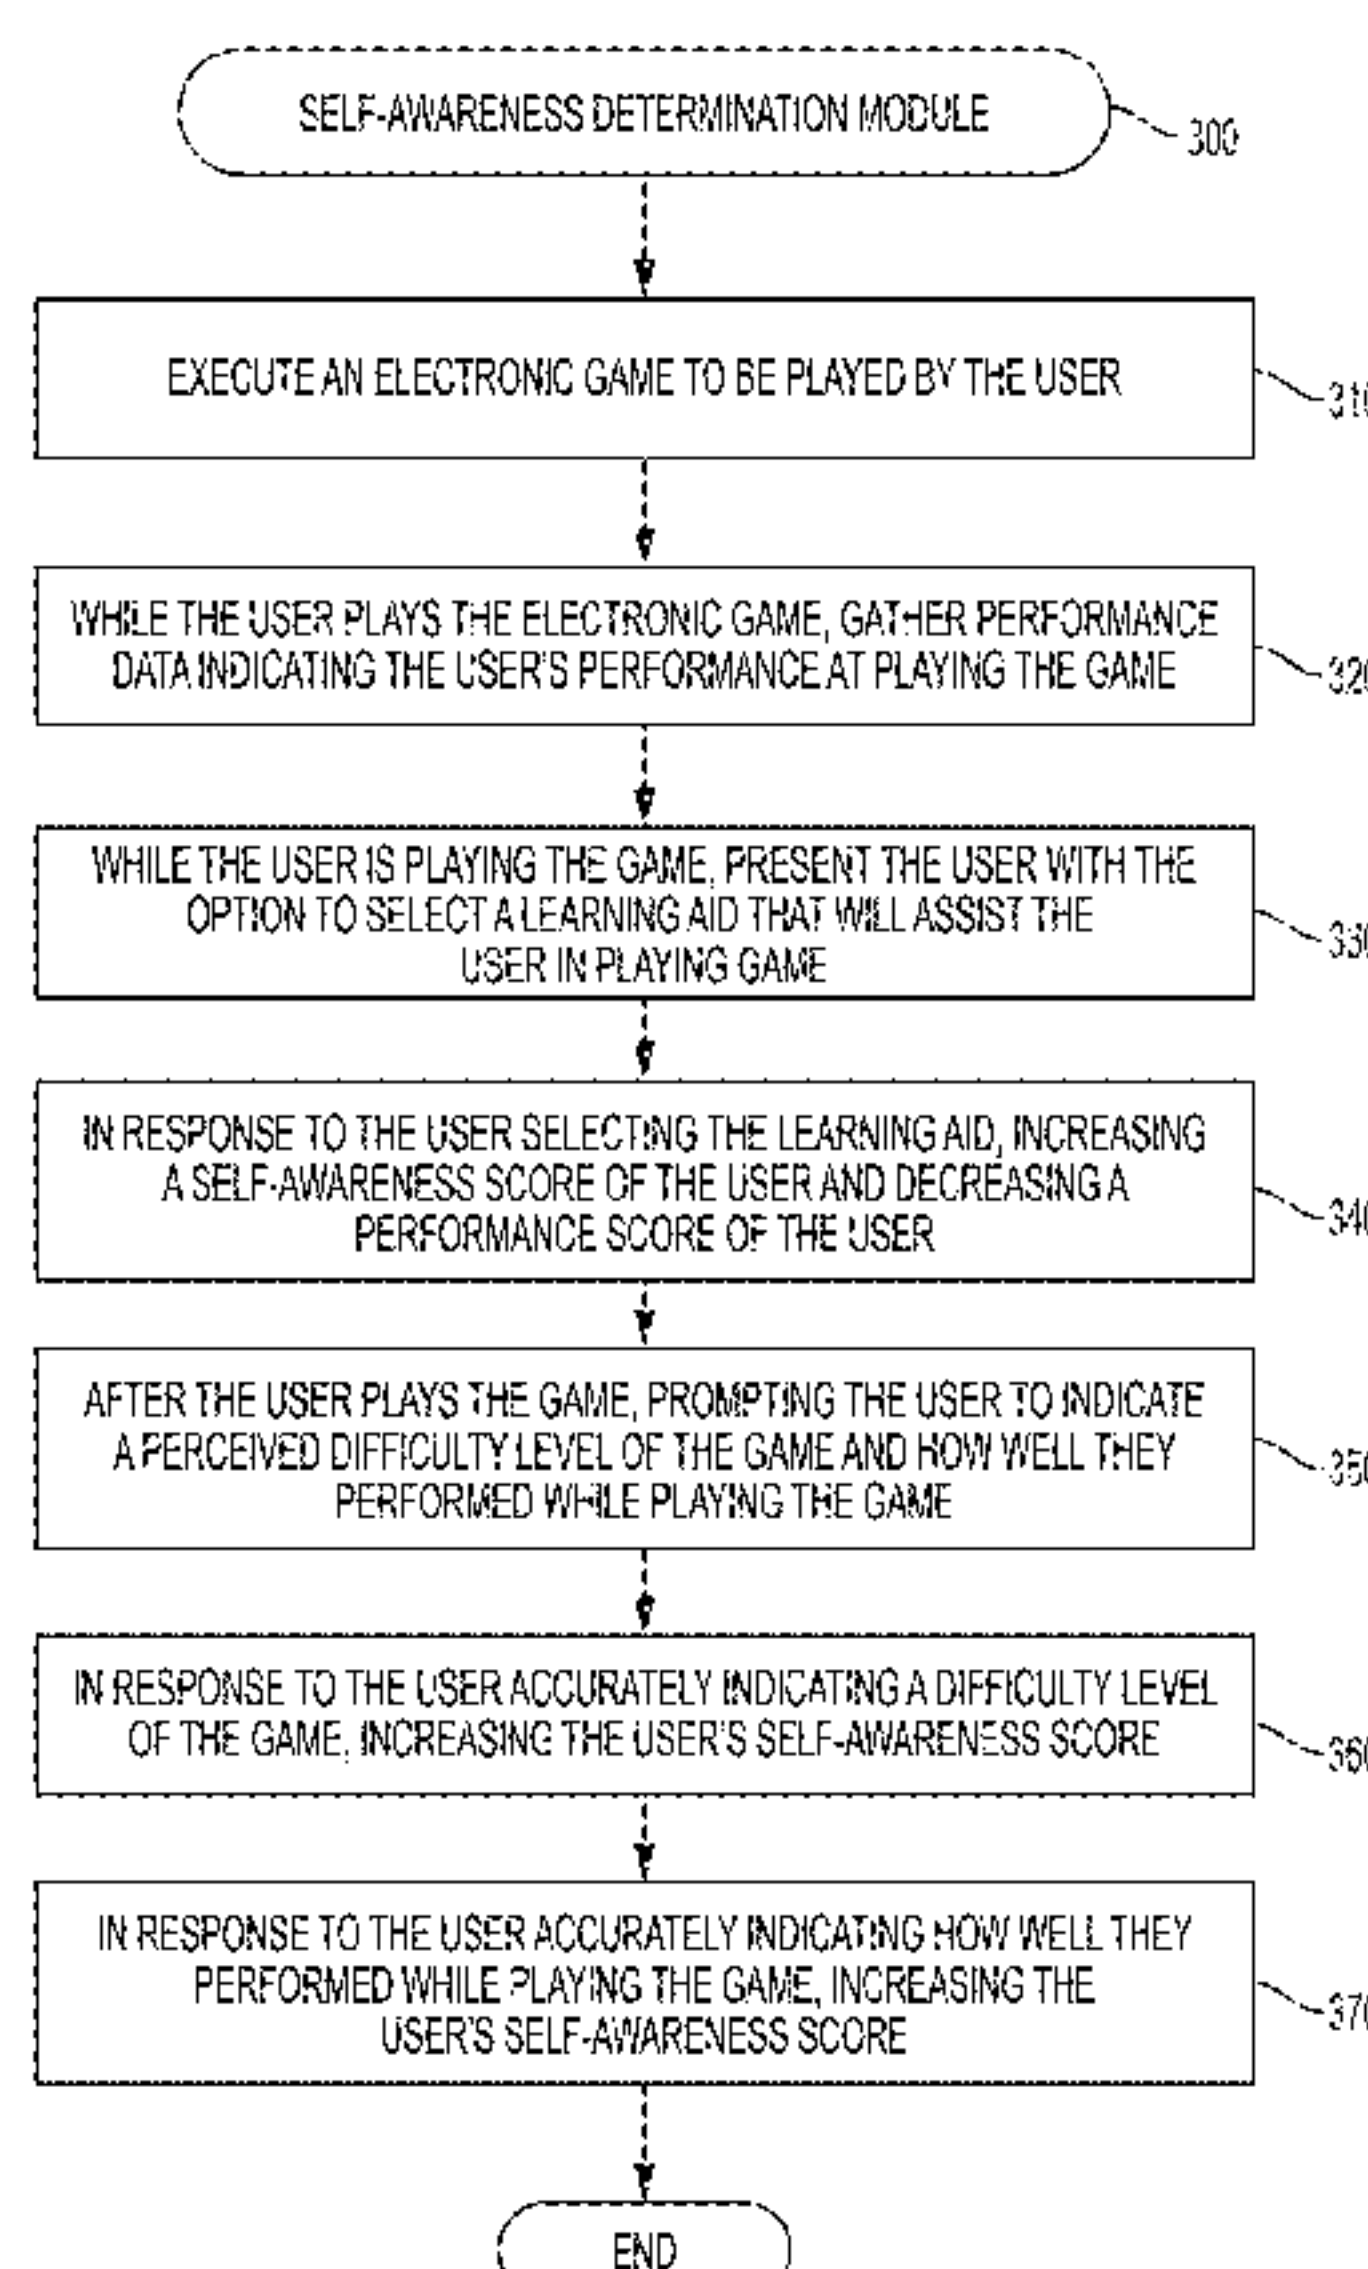 SELF-AWARENESS DETERMINATION MODULE
300
EXECUTE AN ELECTRONIC GAME TO BE PLAYED BY THE USER
310
WHILE THE USER PLAYS THE ELECTRONIC GAME, GATHER PERFORMANCE
DATA INDICATING THE USER'S PERFORMANCE AT PLAYING THE GAME
320
WHILE THE USER IS PLAYING THE GAME, PRESENT THE USER WITH THE
OPTION TO SELECT A LEARNING AID THAT WILL ASSIST THE
USER IN PLAYING GAME
330
IN RESPONSE TO THE USER SELECTING THE LEARNING AID, INCREASING
A SELF-AWARENESS SCORE OF THE USER AND DECREASING A
PERFORMANCE SCORE OF THE USER
340
AFTER THE USER PLAYS THE GAME, PROMPTING THE USER TO INDICATE
A PERCEIVED DIFFICULTY LEVEL OF THE GAME AND HOW WELL THEY
PERFORMED WHILE PLAYING THE GAME
350
IN RESPONSE TO THE USER ACCURATELY INDICATING A DIFFICULTY LEVEL
OF THE GAME, INCREASING THE USER'S SELF-AWARENESS SCORE
360
IN RESPONSE TO THE USER ACCURATELY INDICATING HOW WELL THEY
PERFORMED WHILE PLAYING THE GAME, INCREASING THE
USER'S SELF-AWARENESS SCORE
370
END